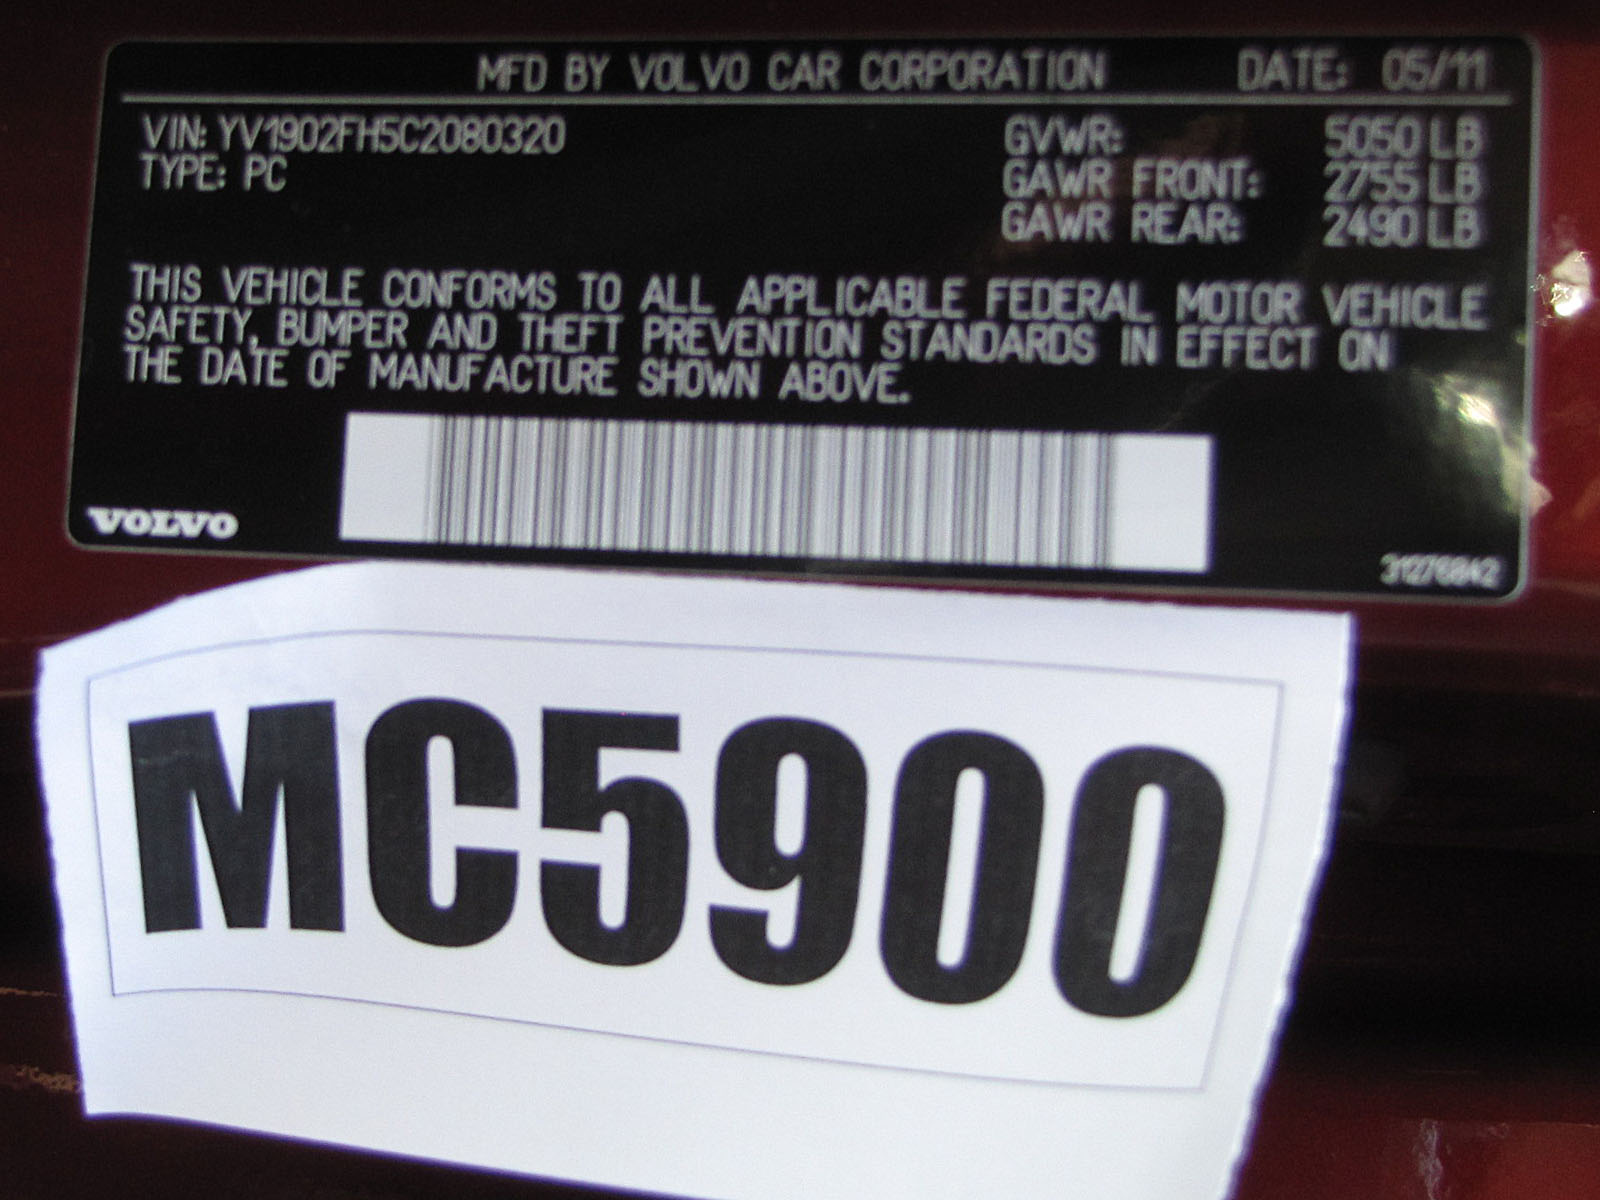 MFD BY VOLVO CAR CORPORATION DATE: 05/11
VIN: YV1902FH5C2080320 GVWR: 5050 LB
TYPE: PC GAWR FRONT: 2755 LB
GAWR REAR: 2490 LB
THIS VEHICLE CONFORMS TO ALL APPLICABLE FEDERAL MOTOR VEHICLE
SAFETY, BUMPER AND THEFT PREVENTION STANDARDS IN EFFECT ON
THE DATE OF MANUFACTURE SHOWN ABOVE.
VOLVO
MC5900